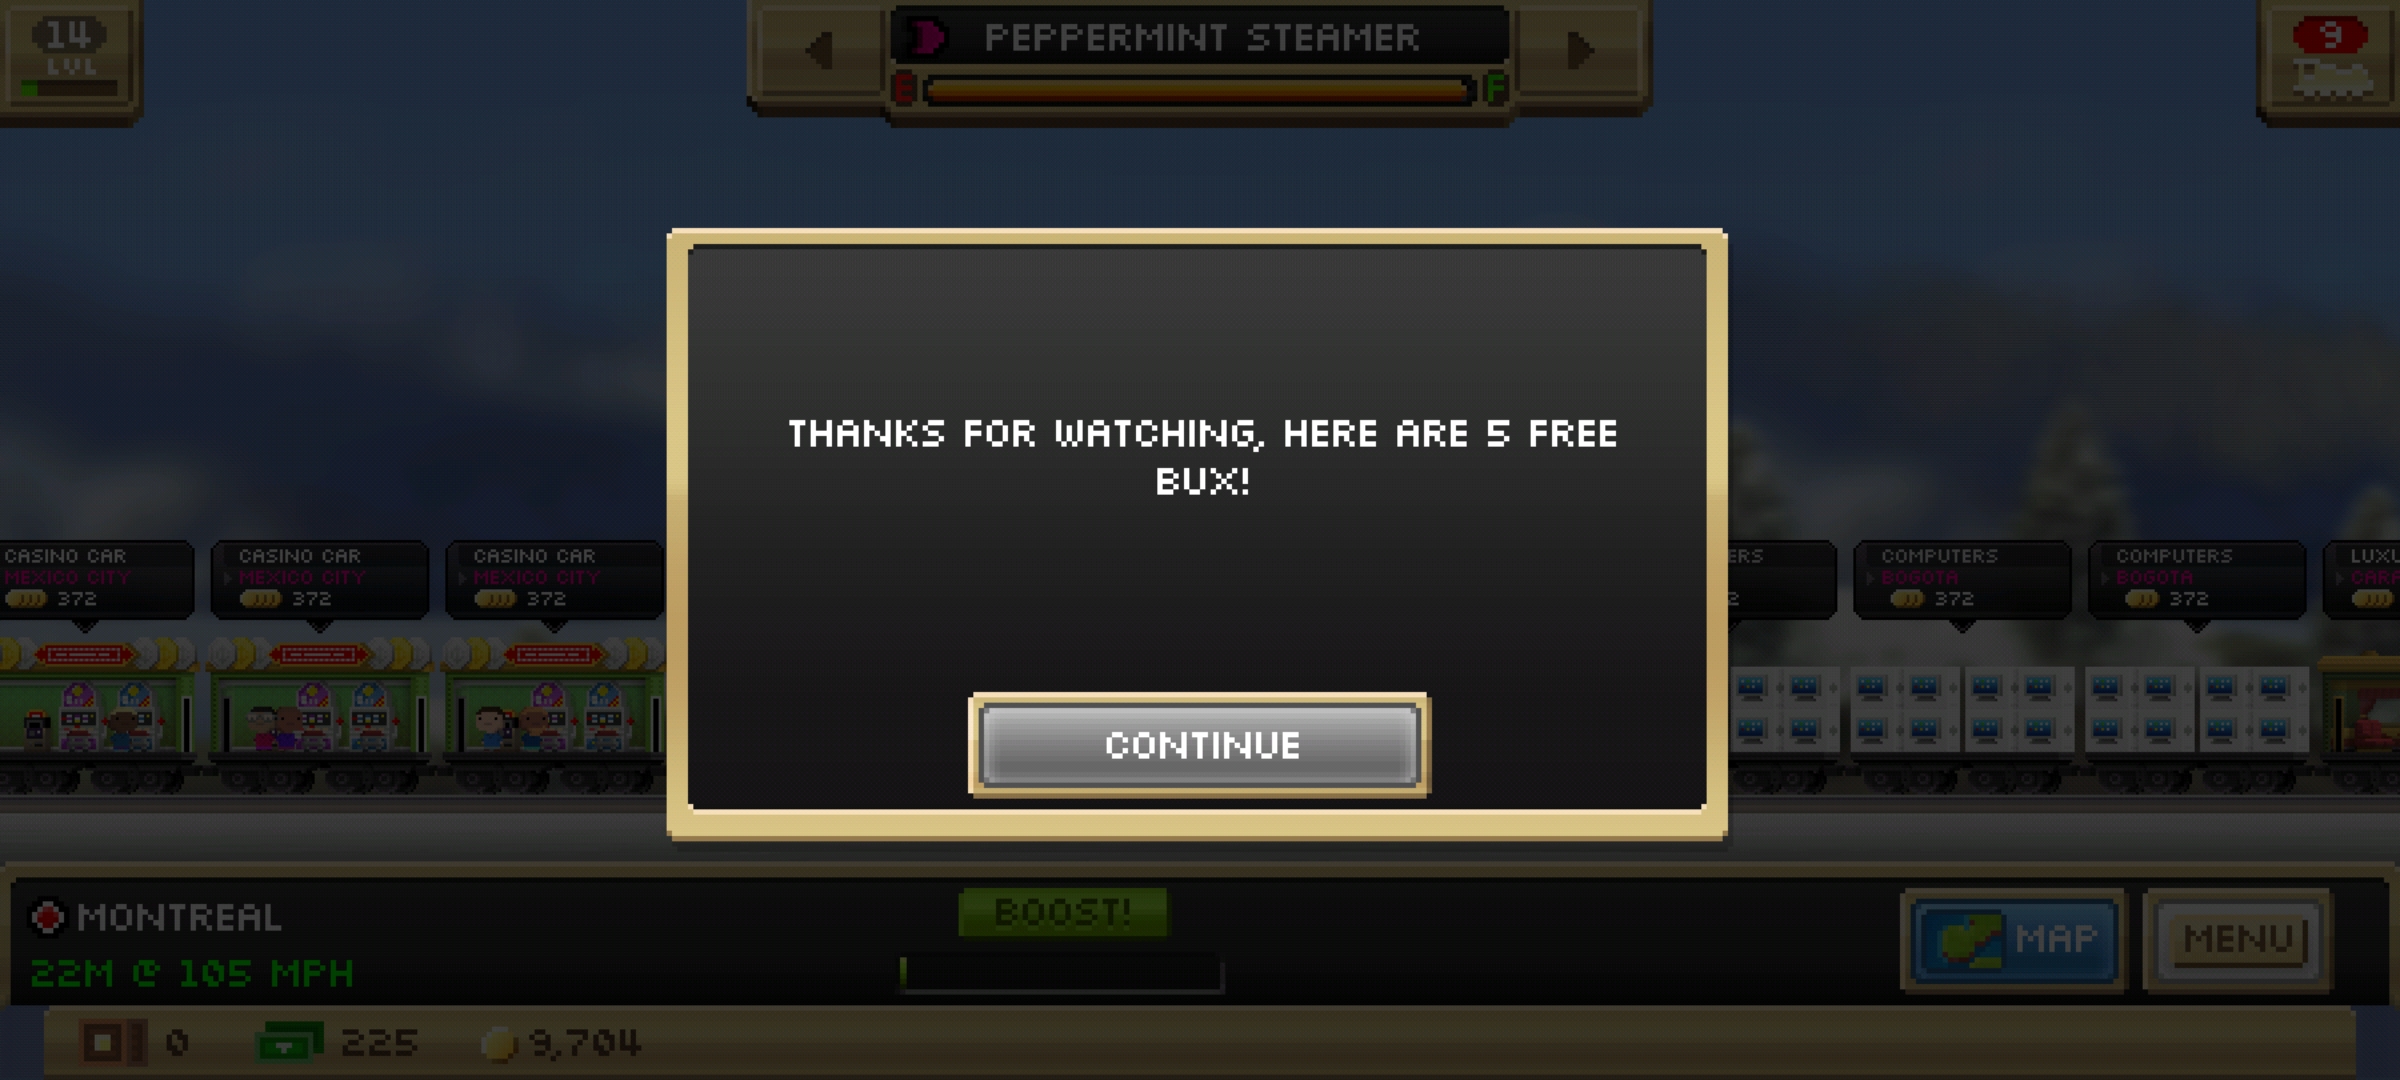 14
LVL
PEPPERMINT STEAMER
E
F
9
THANKS FOR WATCHING, HERE ARE 5 FREE
BUX!
CONTINUE
CASINO CAR
MEXICO CITY
372
CASINO CAR
MEXICO CITY
372
CASINO CAR
MEXICO CITY
372
COMPUTERS
BOGOTA
372
COMPUTERS
BOGOTA
372
MONTREAL
22M @ 105 MPH
BOOST!
MAP
MENU
0
225
9,704